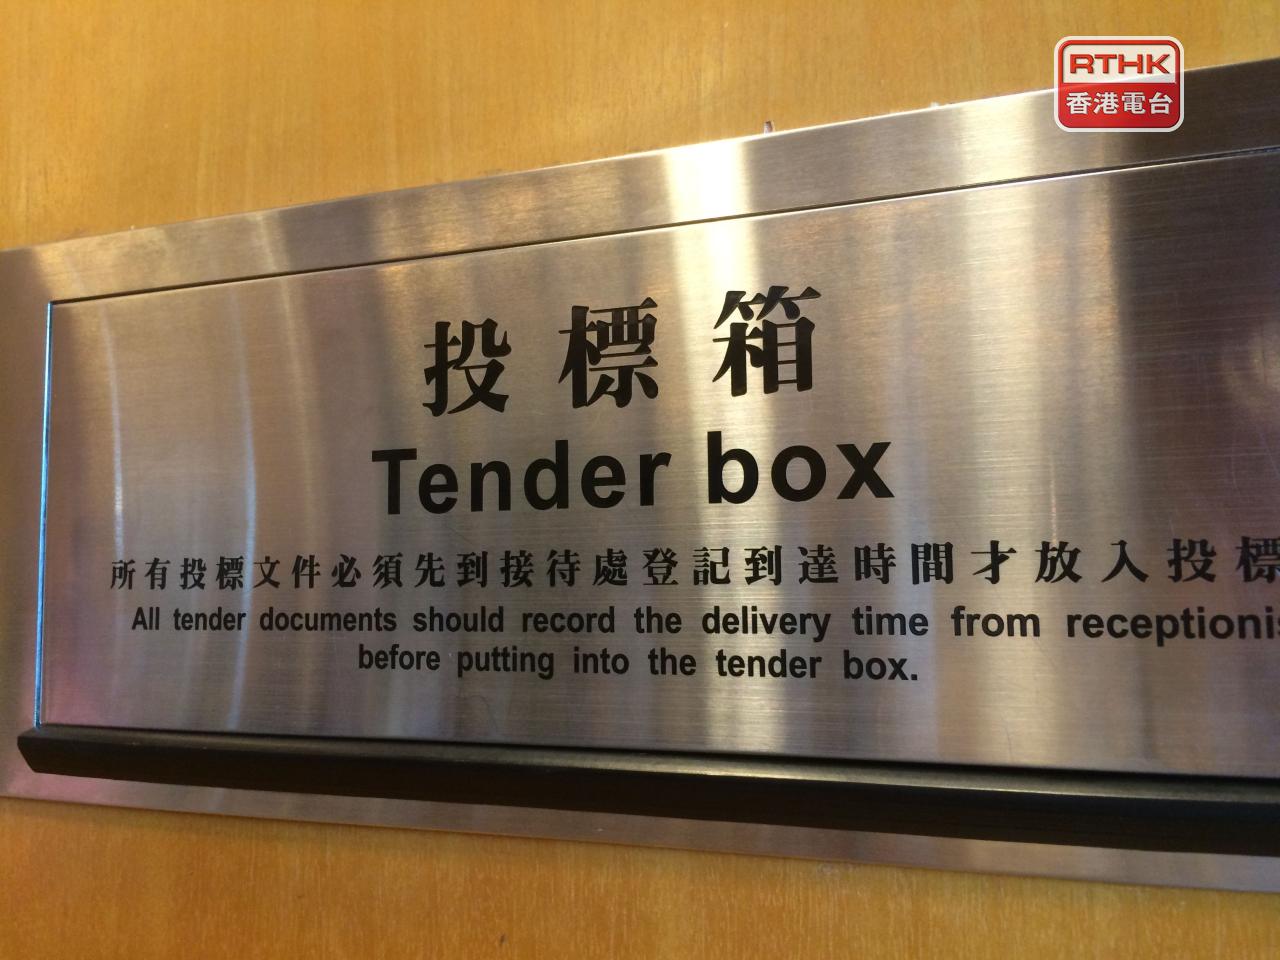 RTHK
香港電台
投標箱
Tender box
所有投標文件必須先到接待處登記到達時間才放入投標
All tender documents should record the delivery time from
before putting into the tender box.